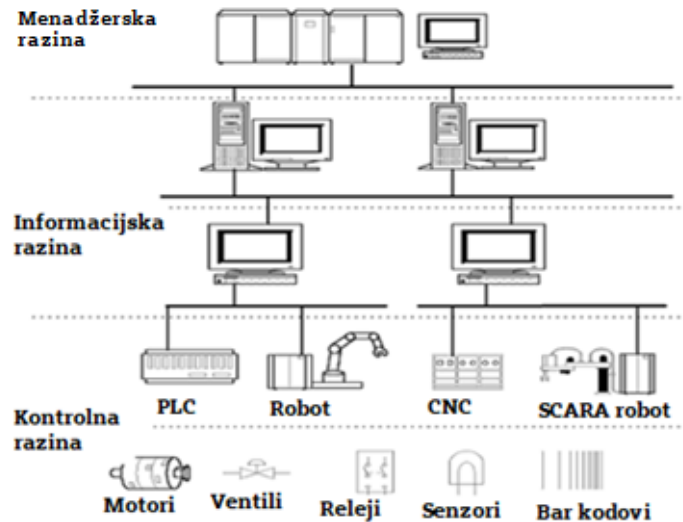 Menadžerska
razina
Informacijska
razina
PLC
Robot
CNC
SCARA robot
Kontrolna
razina
Motori
Ventili
Releji
Senzori
Bar kodovi